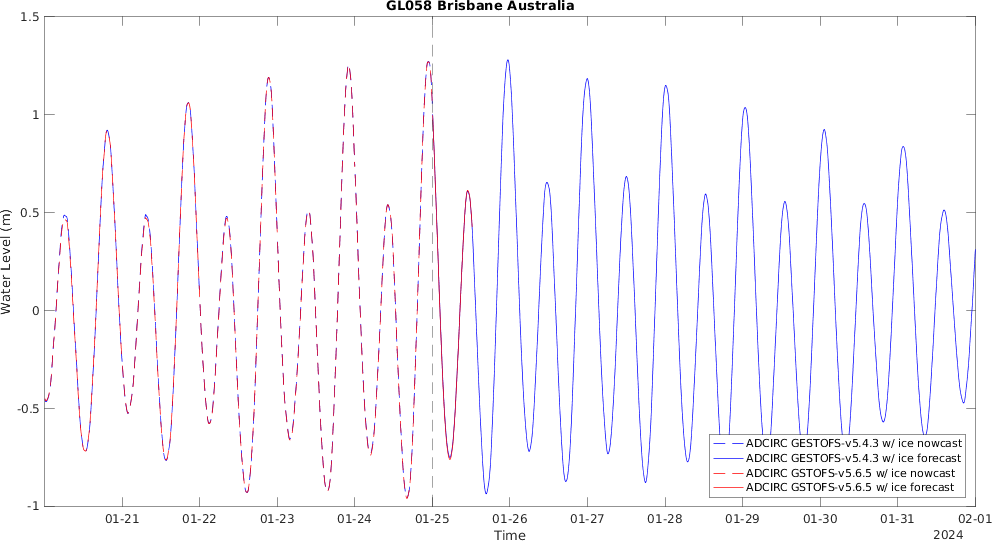 GL058 Brisbane Australia
1.5
1
0.5
0
-0.5
-1
Water Level (m)
01-21
01-22
01-23
01-24
01-25
01-26
01-27
01-28
01-29
01-30
01-31
02-01
Time
2024
ADCIRC GESTOFS-v5.4.3 w/ ice nowcast
ADCIRC GESTOFS-v5.4.3 w/ ice forecast
ADCIRC GSTOFS-v5.6.5 w/ ice nowcast
ADCIRC GSTOFS-v5.6.5 w/ ice forecast